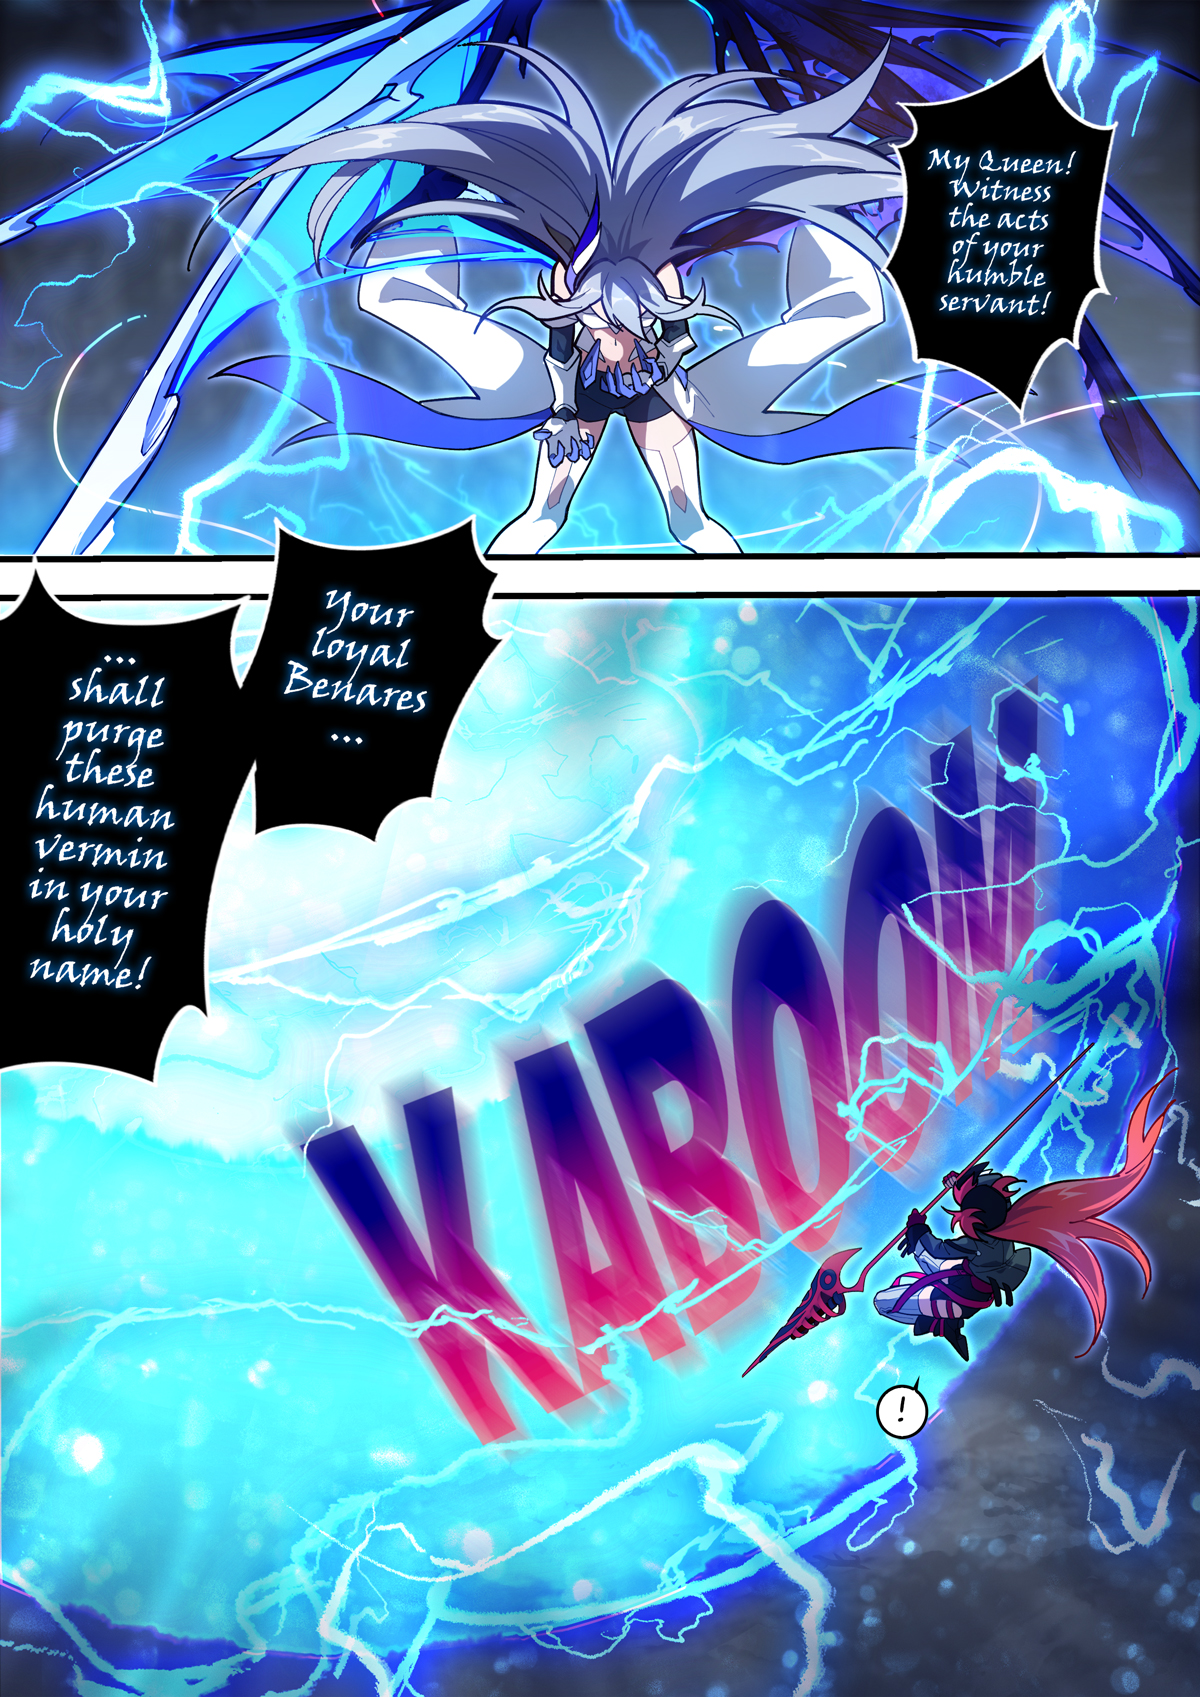 My Queen!
Witness
the acts
of your
humble
servant!
Your
loyal
Benares
...
...
shall
purge
these
human
vermin
in your
holy
name!
KABOOM!
!